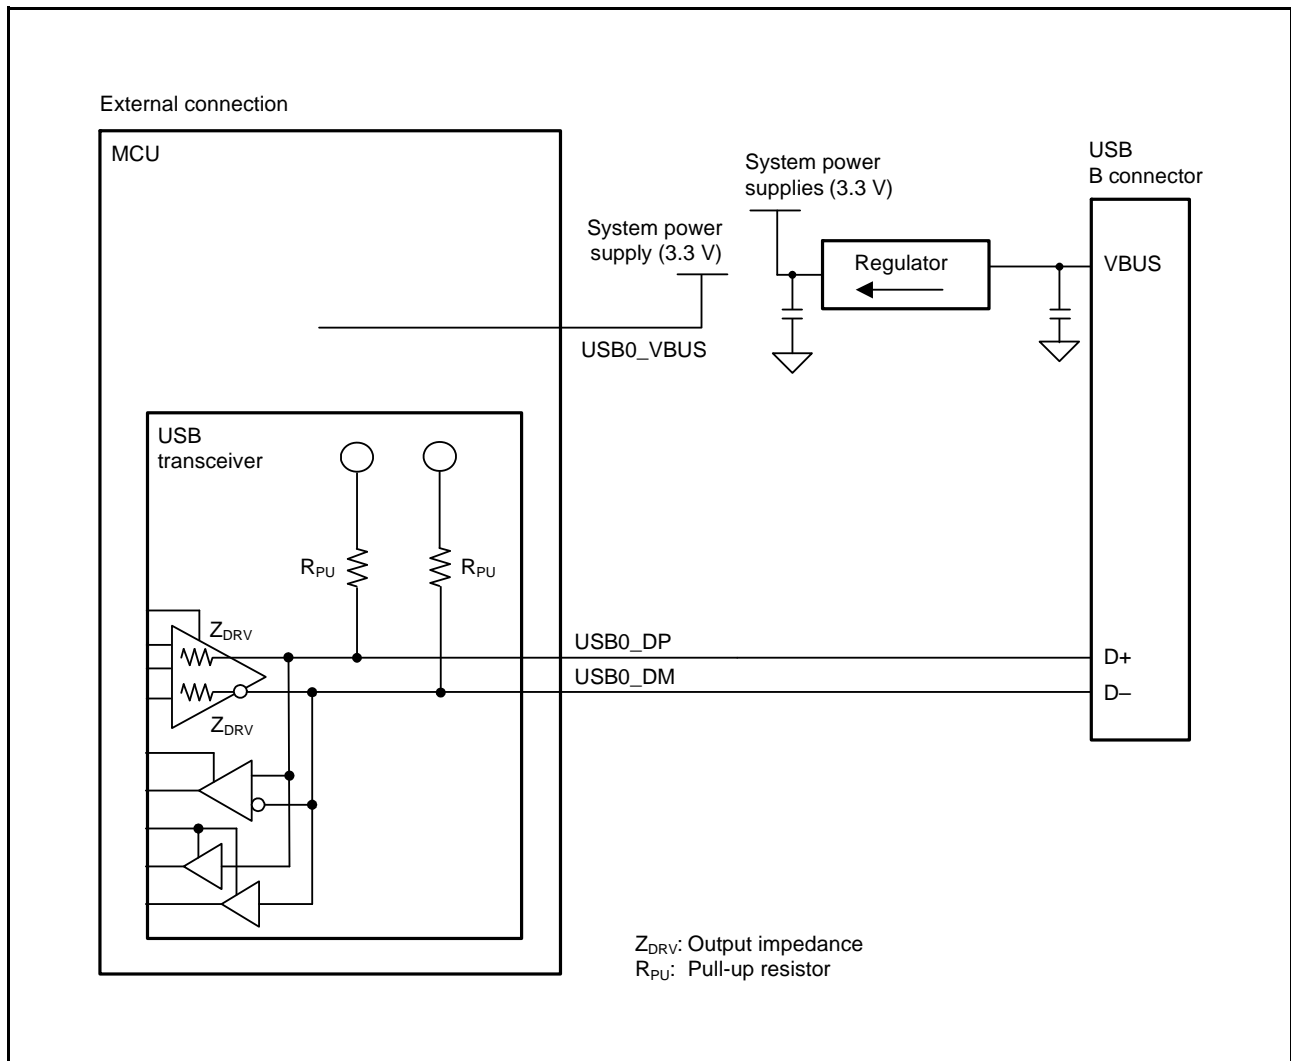 External connection
MCU
USB
B connector
System power
supplies (3.3 V)
System power
supply (3.3 V)
Regulator
VBUS
USB0_VBUS
USB
transceiver
RPU
RPU
ZDRV
USB0_DP
D+
USB0_DM
D–
ZDRV
ZDRV: Output impedance
RPU: Pull-up resistor